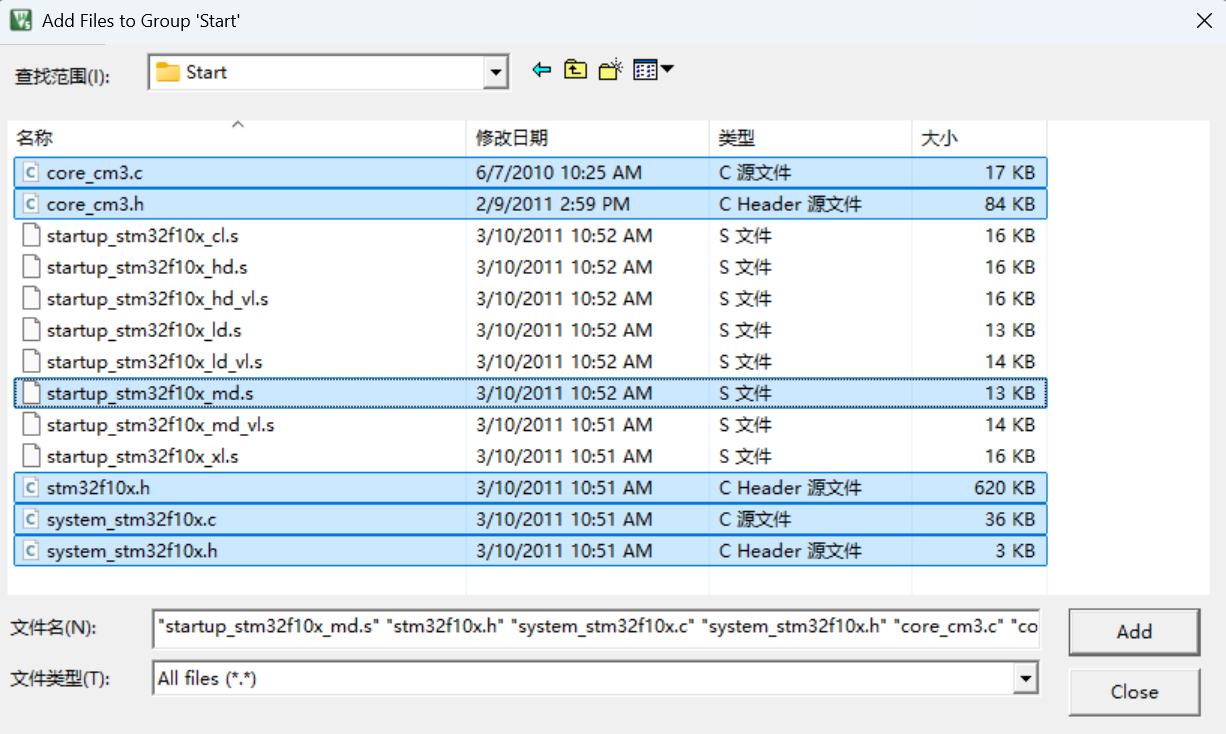 Add Files to Group 'Start'
查找范围(I): Start
名称 修改日期 类型 大小
core_cm3.c 6/7/2010 10:25 AM C 源文件 17 KB
core_cm3.h 2/9/2011 2:59 PM C Header 源文件 84 KB
startup_stm32f10x_cl.s 3/10/2011 10:52 AM S 文件 16 KB
startup_stm32f10x_hd.s 3/10/2011 10:52 AM S 文件 16 KB
startup_stm32f10x_hd_vl.s 3/10/2011 10:52 AM S 文件 16 KB
startup_stm32f10x_ld.s 3/10/2011 10:52 AM S 文件 13 KB
startup_stm32f10x_ld_vl.s 3/10/2011 10:52 AM S 文件 14 KB
startup_stm32f10x_md.s 3/10/2011 10:52 AM S 文件 13 KB
startup_stm32f10x_md_vl.s 3/10/2011 10:51 AM S 文件 14 KB
startup_stm32f10x_xl.s 3/10/2011 10:51 AM S 文件 16 KB
stm32f10x.h 3/10/2011 10:51 AM C Header 源文件 620 KB
system_stm32f10x.c 3/10/2011 10:51 AM C 源文件 36 KB
system_stm32f10x.h 3/10/2011 10:51 AM C Header 源文件 3 KB
文件名(N): "startup_stm32f10x_md.s" "stm32f10x.h" "system_stm32f10x.c" "system_stm32f10x.h" "core_cm3.c" "co Add
文件类型(T): All files (*.*) Close